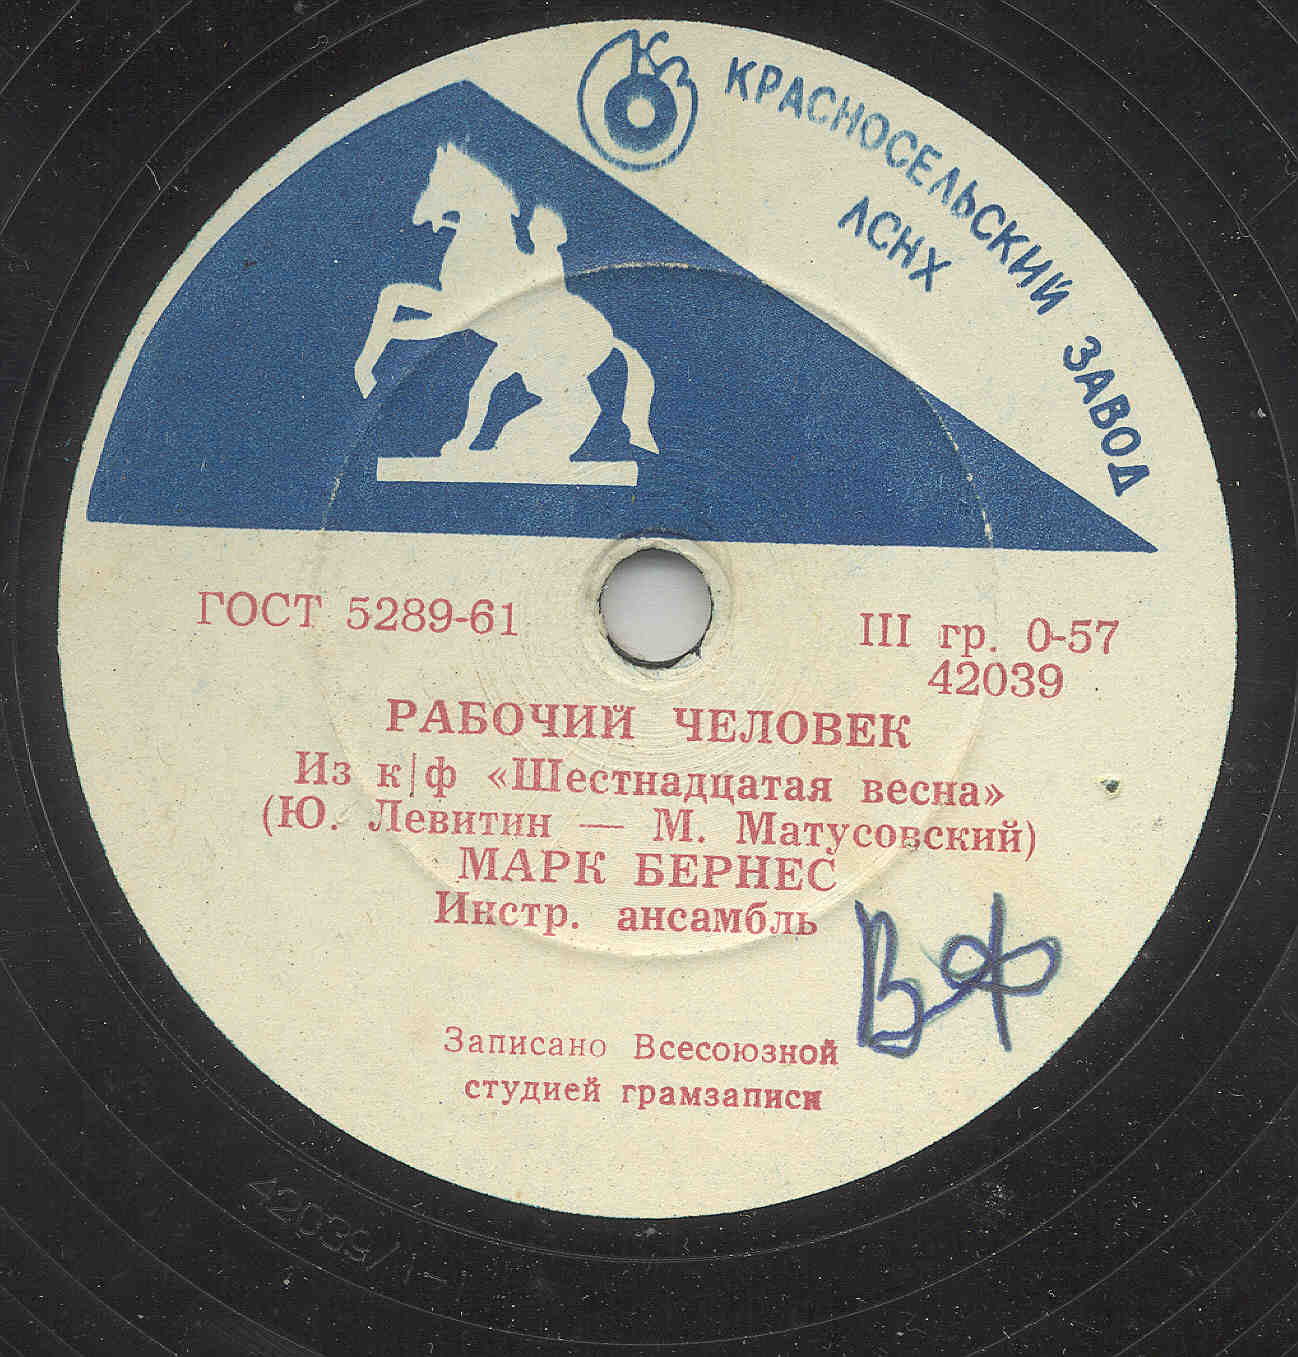 КРАСНОСЕЛЬСКИЙ ЗАВОД
ЛСНХ
ГОСТ 5289-61
III гр. 0-57
42039
РАБОЧИЙ ЧЕЛОВЕК
Из к|ф «Шестнадцатая весна»
(Ю. Левитин — М. Матусовский)
МАРК БЕРНЕС
Инстр. ансамбль
ВФ
Записано Всесоюзной
студией грамзаписи
42039/1-